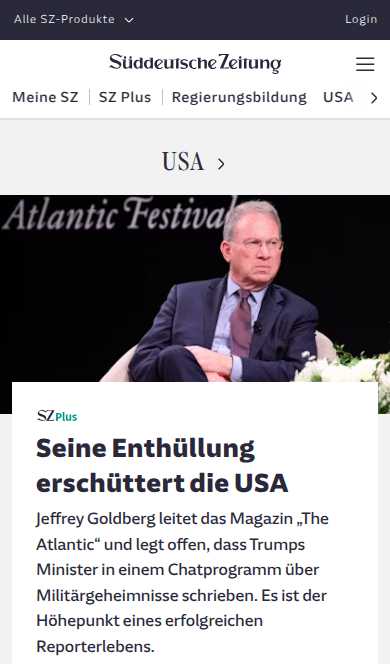 Alle SZ-Produkte
Login
Süddeutsche Zeitung
Meine SZ
SZ Plus
Regierungsbildung
USA
USA
Atlantic Festival
SZ Plus
Seine Enthüllung
erschüttert die USA
Jeffrey Goldberg leitet das Magazin „The
Atlantic“ und legt offen, dass Trumps
Minister in einem Chatprogramm über
Militärgeheimnisse schrieben. Es ist der
Höhepunkt eines erfolgreichen
Reporterlebens.